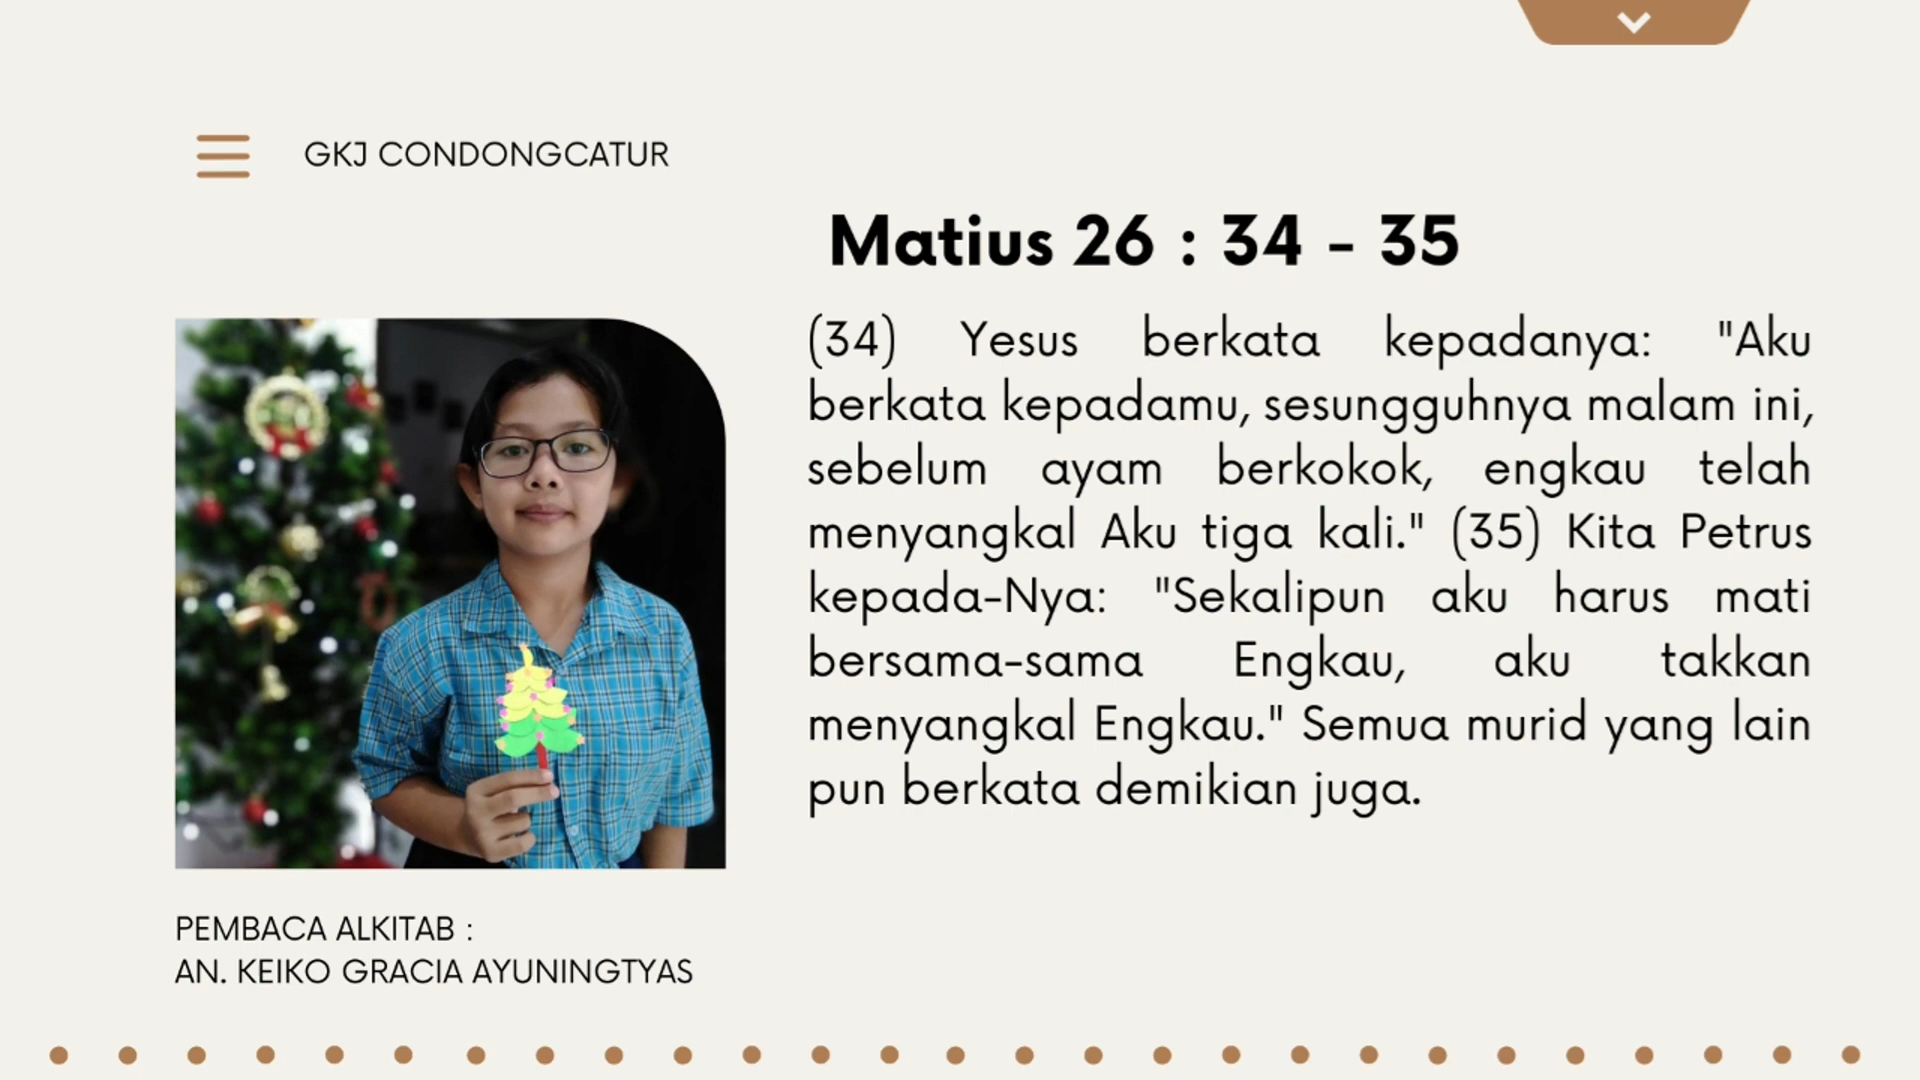 GKJ CONDONGCATUR
Matius 26 : 34 - 35
(34) Yesus berkata kepadanya: "Aku
berkata kepadamu, sesungguhnya malam ini,
sebelum ayam berkokok, engkau telah
menyangkal Aku tiga kali." (35) Kita Petrus
kepada-Nya: "Sekalipun aku harus mati
bersama-sama Engkau, aku takkan
menyangkal Engkau." Semua murid yang lain
pun berkata demikian juga.
PEMBACA ALKITAB :
AN. KEIKO GRACIA AYUNINGTYAS